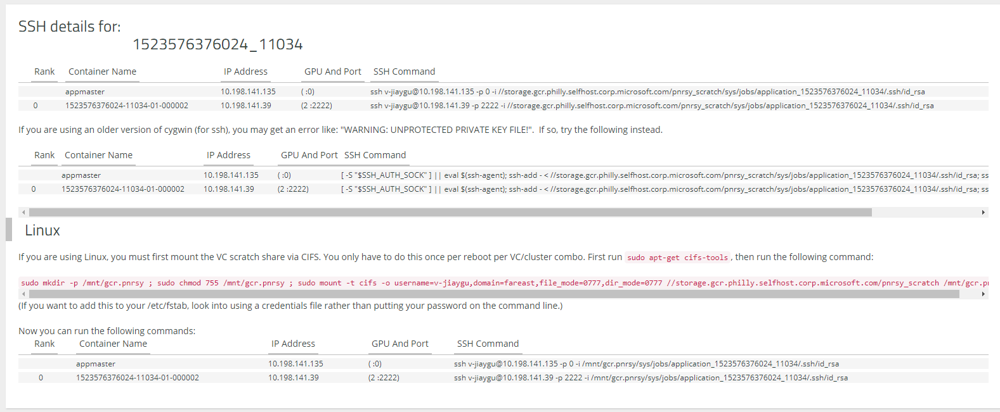 SSH details for:
1523576376024_11034
Rank Container Name IP Address GPU And Port SSH Command
appmaster 10.198.141.135 ( :0) ssh v-jiaygu@10.198.141.135 -p 0 -i //storage.gcr.philly.selfhost.corp.microsoft.com/pnrsy_scratch/sys/jobs/application_1523576376024_11034/.ssh/id_rsa
0 1523576376024-11034-01-000002 10.198.141.39 (2 :2222) ssh v-jiaygu@10.198.141.39 -p 2222 -i //storage.gcr.philly.selfhost.corp.microsoft.com/pnrsy_scratch/sys/jobs/application_1523576376024_11034/.ssh/id_rsa
If you are using an older version of cygwin (for ssh), you may get an error like: "WARNING: UNPROTECTED PRIVATE KEY FILE!". If so, try the following instead.
Rank Container Name IP Address GPU And Port SSH Command
appmaster 10.198.141.135 ( :0) [ -S "$SSH_AUTH_SOCK" ] || eval $(ssh-agent); ssh-add - < //storage.gcr.philly.selfhost.corp.microsoft.com/pnrsy_scratch/sys/jobs/application_1523576376024_11034/.ssh/id_rsa; ss
0 1523576376024-11034-01-000002 10.198.141.39 (2 :2222) [ -S "$SSH_AUTH_SOCK" ] || eval $(ssh-agent); ssh-add - < //storage.gcr.philly.selfhost.corp.microsoft.com/pnrsy_scratch/sys/jobs/application_1523576376024_11034/.ssh/id_rsa; ss
Linux
If you are using Linux, you must first mount the VC scratch share via CIFS. You only have to do this once per reboot per VC/cluster combo. First run sudo apt-get cifs-tools, then run the following command:
sudo mkdir -p /mnt/gcr.pnrsy ; sudo chmod 755 /mnt/gcr.pnrsy ; sudo mount -t cifs -o username=v-jiaygu,domain=fareast,file_mode=0777,dir_mode=0777 //storage.gcr.philly.selfhost.corp.microsoft.com/pnrsy_scratch /mnt/gcr.pn
(If you want to add this to your /etc/fstab, look into using a credentials file rather than putting your password on the command line.)
Now you can run the following commands:
Rank Container Name IP Address GPU And Port SSH Command
appmaster 10.198.141.135 ( :0) ssh v-jiaygu@10.198.141.135 -p 0 -i /mnt/gcr.pnrsy/sys/jobs/application_1523576376024_11034/.ssh/id_rsa
0 1523576376024-11034-01-000002 10.198.141.39 (2 :2222) ssh v-jiaygu@10.198.141.39 -p 2222 -i /mnt/gcr.pnrsy/sys/jobs/application_1523576376024_11034/.ssh/id_rsa